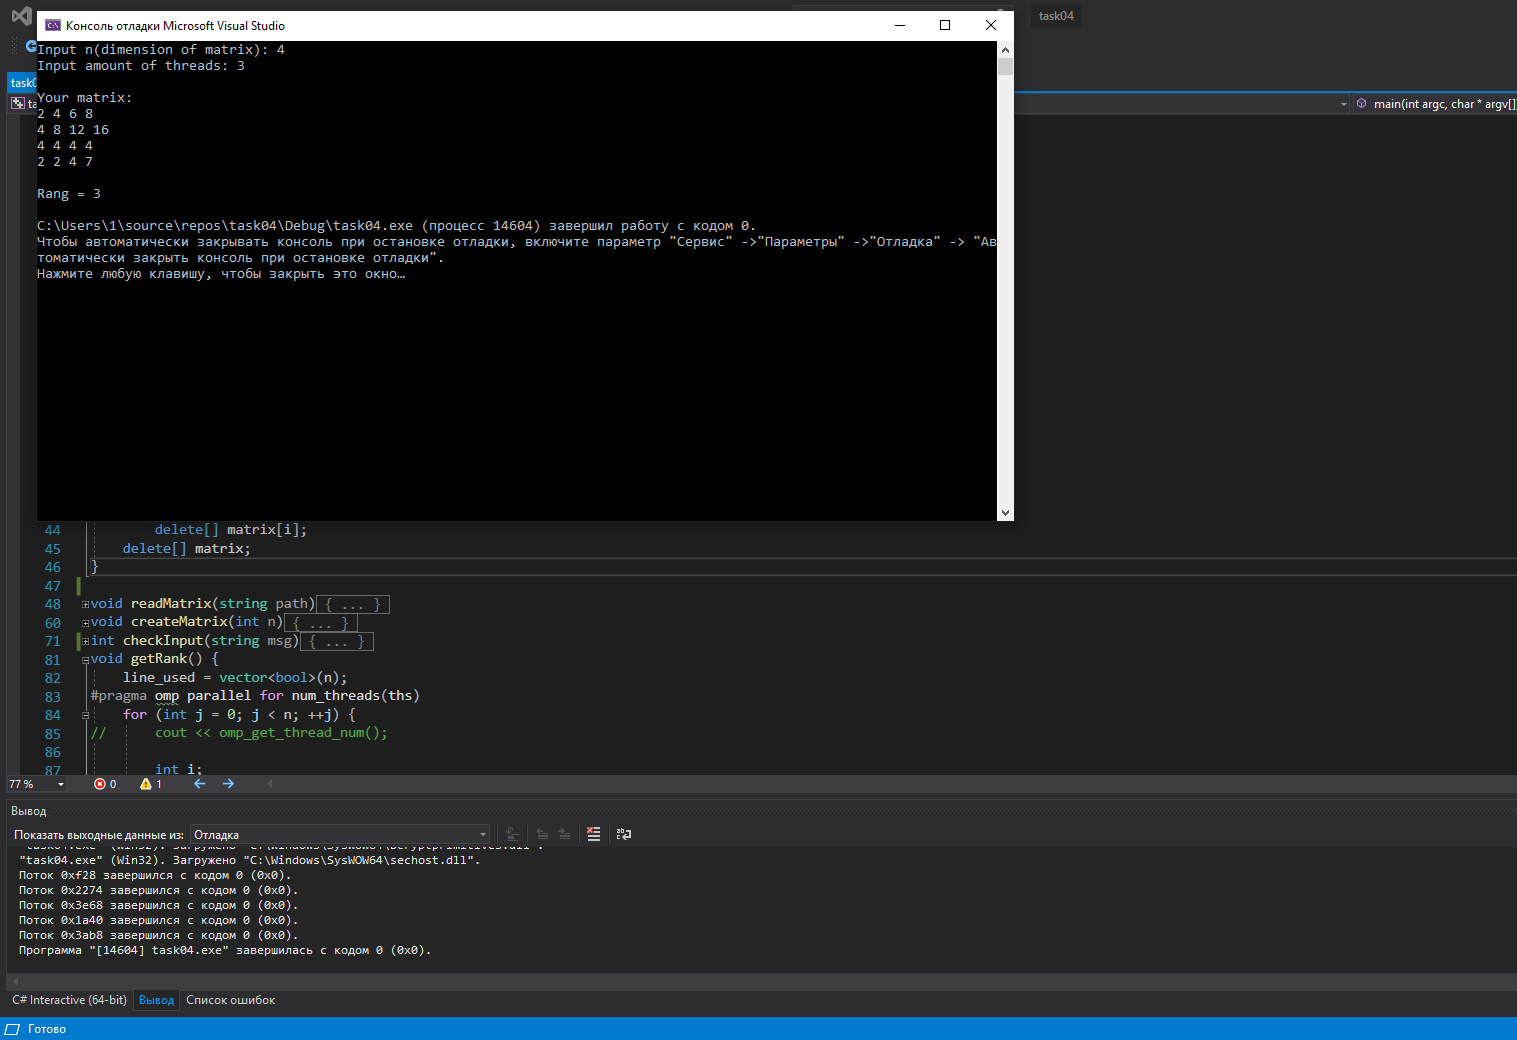 Консоль отладки Microsoft Visual Studio
task04
Input n(dimension of matrix): 4
Input amount of threads: 3
Your matrix:
2 4 6 8
4 8 12 16
4 4 4 4
2 2 4 7
Rang = 3
C:\Users\1\source\repos\task04\Debug\task04.exe (процесс 14604) завершил работу с кодом 0.
Чтобы автоматически закрывать консоль при остановке отладки, включите параметр "Сервис" ->"Параметры" ->"Отладка" -> "Ав
томатически закрыть консоль при остановке отладки".
Нажмите любую клавишу, чтобы закрыть это окно…
main(int argc, char * argv[])
44 delete[] matrix[i];
45 delete[] matrix;
46 }
47
48 void readMatrix(string path){ ... }
60 void createMatrix(int n){ ... }
71 int checkInput(string msg){ ... }
81 void getRank() {
82 line_used = vector<bool>(n);
83 #pragma omp parallel for num_threads(ths)
84 for (int j = 0; j < n; ++j) {
85 // cout << omp_get_thread_num();
86
87 int i;
77 % 0 1
Вывод
Показать выходные данные из: Отладка
"task04.exe" (Win32). Загружено "C:\Windows\SysWOW64\bcryptprimitives.dll".
"task04.exe" (Win32). Загружено "C:\Windows\SysWOW64\sechost.dll".
Поток 0xf28 завершился с кодом 0 (0x0).
Поток 0x2274 завершился с кодом 0 (0x0).
Поток 0x3e68 завершился с кодом 0 (0x0).
Поток 0x1a40 завершился с кодом 0 (0x0).
Поток 0x3ab8 завершился с кодом 0 (0x0).
Программа "[14604] task04.exe" завершилась с кодом 0 (0x0).
C# Interactive (64-bit) Вывод Список ошибок
Готово